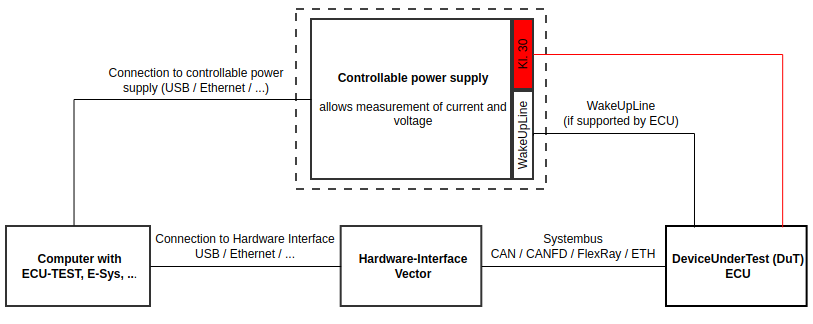 Connection to controllable power
supply (USB / Ethernet / ...)
Controllable power supply
allows measurement of current and
voltage
Kl. 30
WakeUpLine
WakeUpLine
(if supported by ECU)
Computer with
ECU-TEST, E-Sys, ...
Connection to Hardware Interface
USB / Ethernet / ...
Hardware-Interface
Vector
Systembus
CAN / CANFD / FlexRay / ETH
DeviceUnderTest (DuT)
ECU